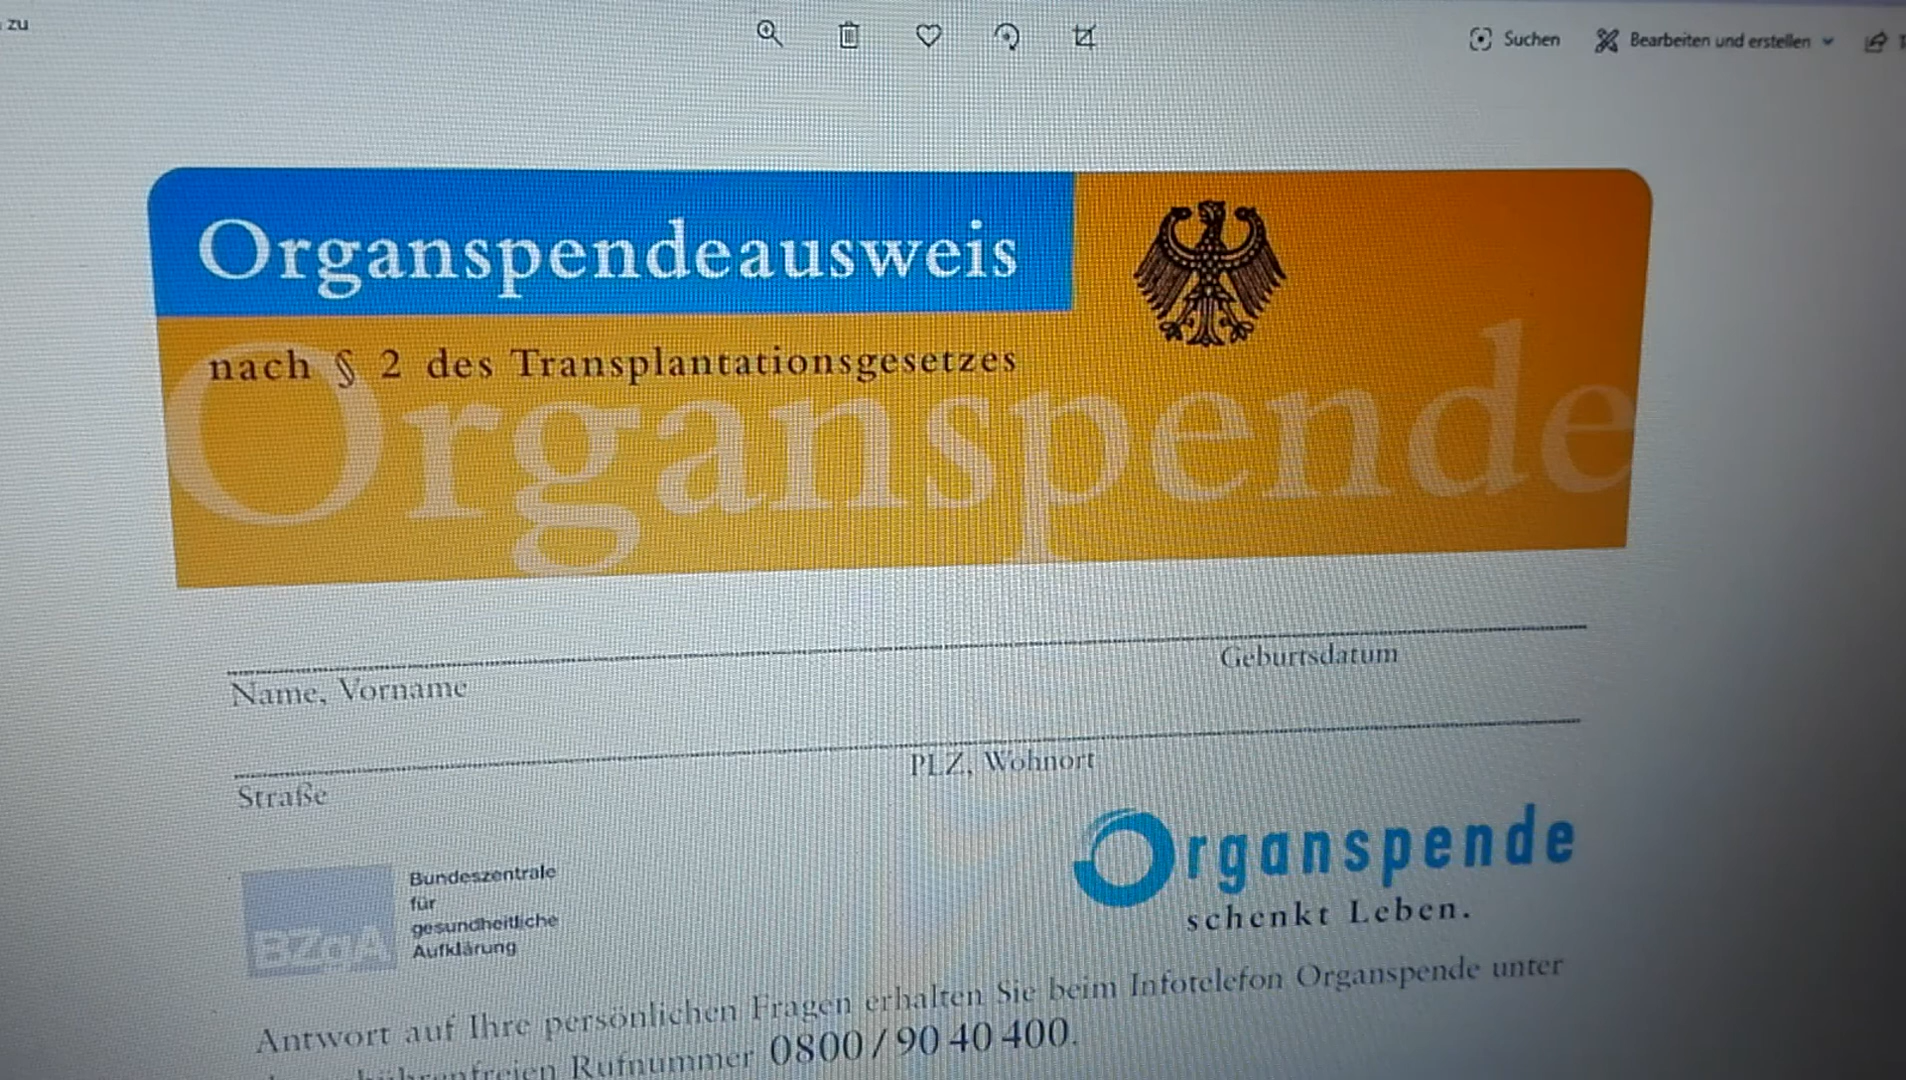 zu
Suchen
Bearbeiten und erstellen
Organspendeausweis
nach § 2 des Transplantationsgesetzes
Organspende
Geburtsdatum
Name, Vorname
PLZ, Wohnort
Straße
Organspende
schenkt Leben.
BZgA
Bundeszentrale
für
gesundheitliche
Aufklärung
Antwort auf Ihre persönlichen Fragen erhalten Sie beim Infotelefon Organspende unter
Rufnummer 0800 / 90 40 400.